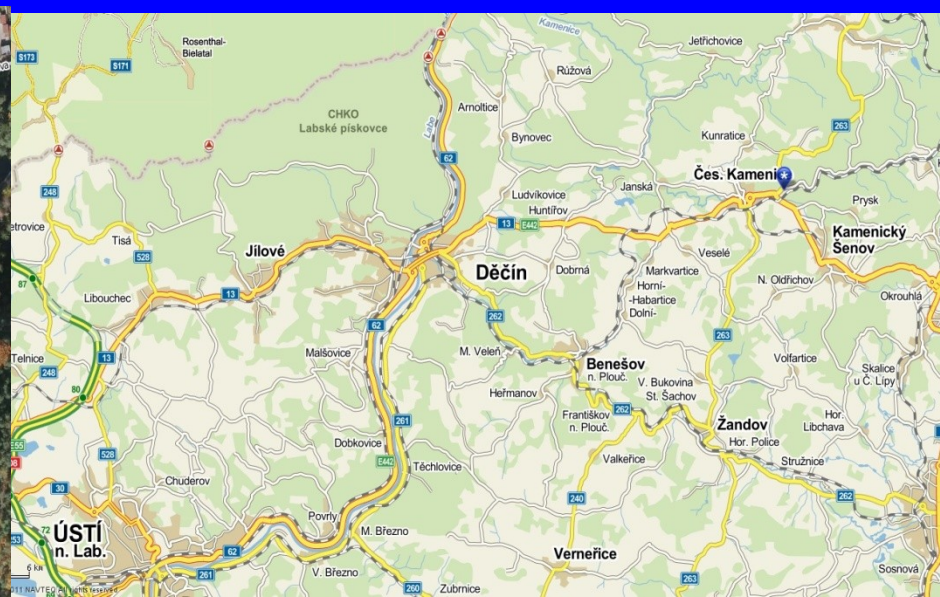 Kamenice
Jetřichovice
Rosenthal-
Bielatal
S173
S171
Růžová
Arnoltice
CHKO
Labské pískovce
Labe
Bynovec
Kunratice
263
62
248
Čes. Kameni
Janská
Ludvíkovice
Huntířov
Prysk
etrovice
Tisá
528
Jílové
13
E442
Kamenický
Šenov
Veselé
Děčín
Dobrná
Markvartice
Horní-
-Habartice
Dolní-
N. Oldřichov
Okrouhlá
87
Libouchec
13
262
62
263
Malšovice
M. Veleň
Benešov
n. Plouč.
Volfartice
Skalice
u Č. Lípy
Telnice
248
13
80
Heřmanov
V. Bukovina
St. Šachov
262
Františkov
n. Plouč.
261
Žandov
Hor.
Libchava
Hor. Police
Dobkovice
E442
Těchlovice
Valkeřice
Stružnice
528
Chuderov
30
240
262
ÚSTÍ
n. Lab.
72
Povrly
M. Březno
62
Verneřice
V. Březno
261
260
Zubrnice
263
Sosnová
6 km